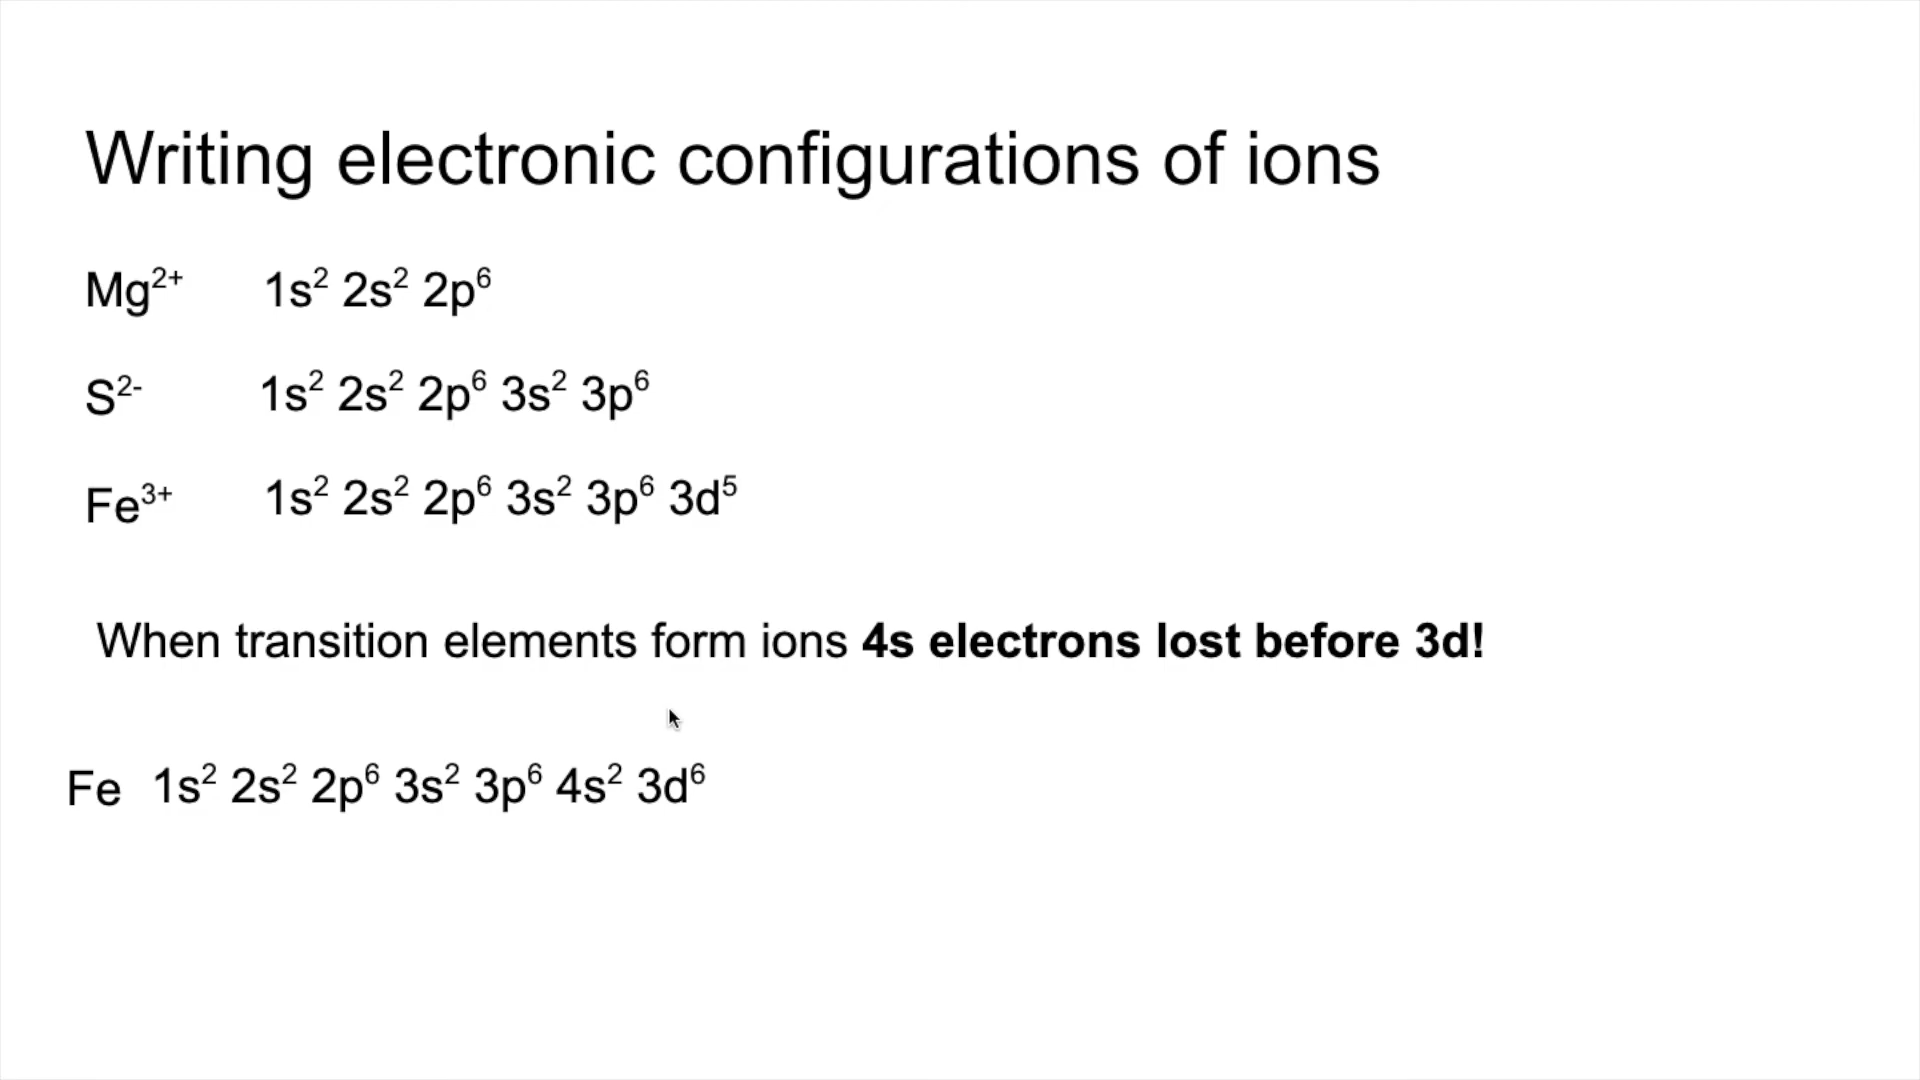 Writing electronic configurations of ions
Mg²⁺ 1s² 2s² 2p⁶
S²⁻ 1s² 2s² 2p⁶ 3s² 3p⁶
Fe³⁺ 1s² 2s² 2p⁶ 3s² 3p⁶ 3d⁵
When transition elements form ions 4s electrons lost before 3d!
Fe 1s² 2s² 2p⁶ 3s² 3p⁶ 4s² 3d⁶